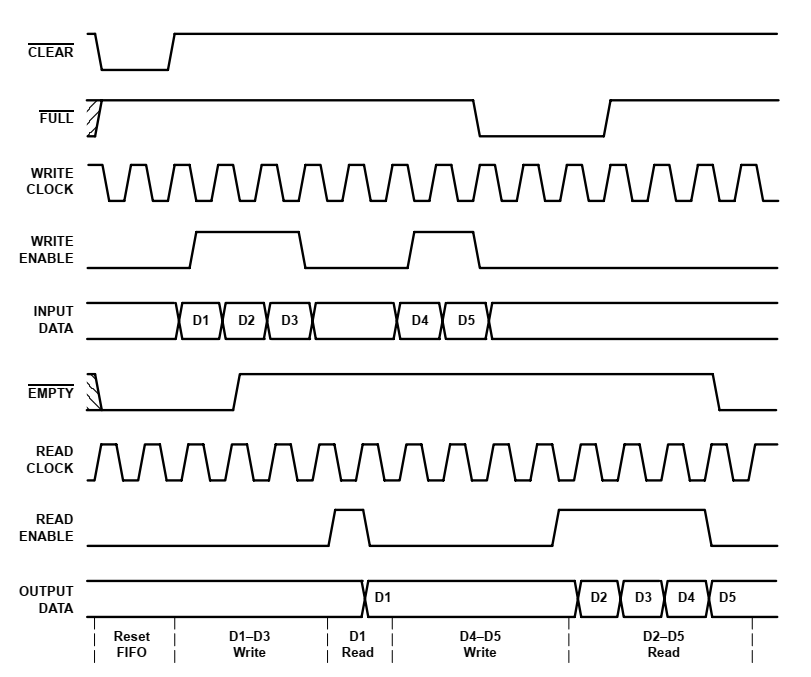 CLEAR
FULL
WRITE
CLOCK
WRITE
ENABLE
INPUT
DATA
D1 D2 D3 D4 D5
EMPTY
READ
CLOCK
READ
ENABLE
OUTPUT
DATA
D1 D2 D3 D4 D5
Reset
FIFO
D1–D3
Write
D1
Read
D4–D5
Write
D2–D5
Read